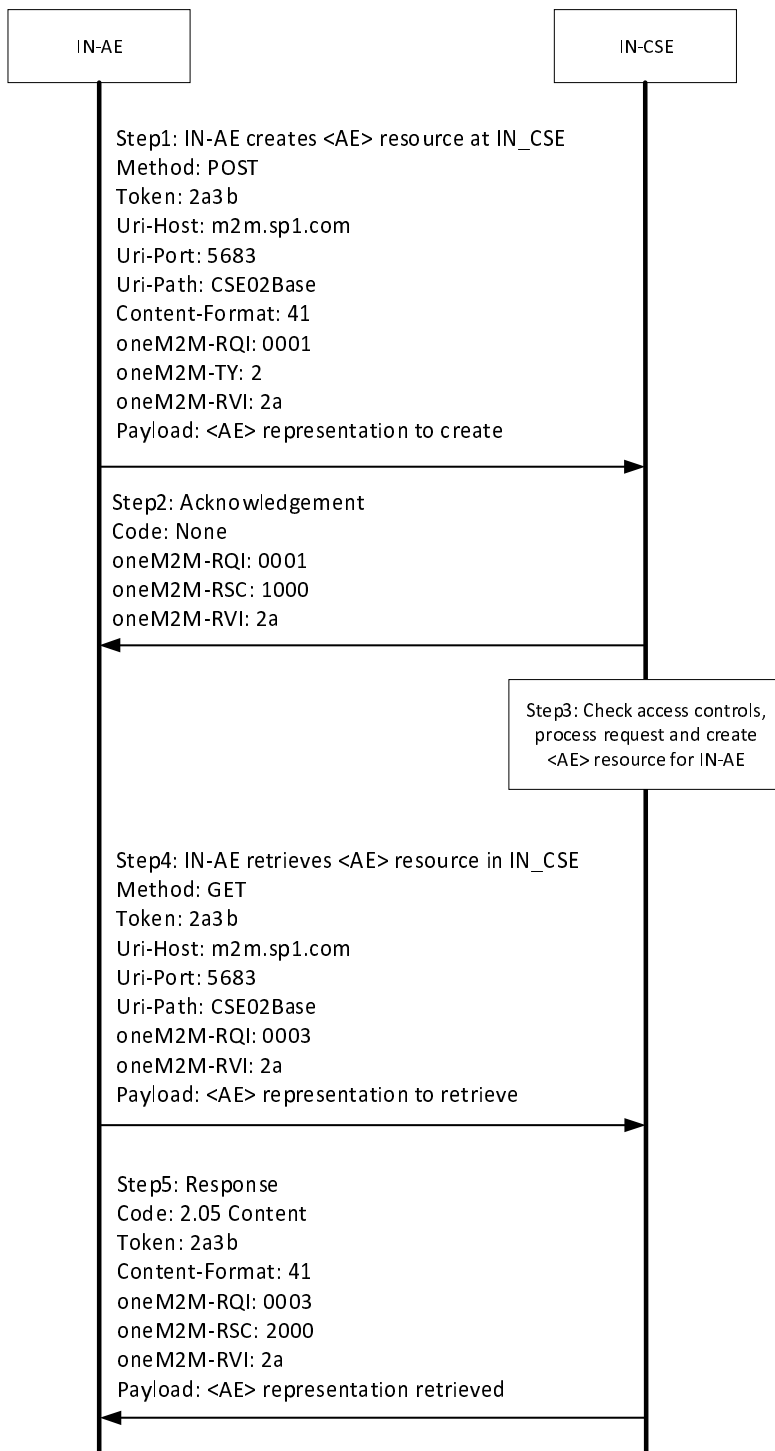 IN-AE
IN-CSE
Step1: IN-AE creates <AE> resource at IN_CSE
Method: POST
Token: 2a3b
Uri-Host: m2m.sp1.com
Uri-Port: 5683
Uri-Path: CSE02Base
Content-Format: 41
oneM2M-RQI: 0001
oneM2M-TY: 2
oneM2M-RVI: 2a
Payload: <AE> representation to create
Step2: Acknowledgement
Code: None
oneM2M-RQI: 0001
oneM2M-RSC: 1000
oneM2M-RVI: 2a
Step3: Check access controls,
process request and create
<AE> resource for IN-AE
Step4: IN-AE retrieves <AE> resource in IN_CSE
Method: GET
Token: 2a3b
Uri-Host: m2m.sp1.com
Uri-Port: 5683
Uri-Path: CSE02Base
oneM2M-RQI: 0003
oneM2M-RVI: 2a
Payload: <AE> representation to retrieve
Step5: Response
Code: 2.05 Content
Token: 2a3b
Content-Format: 41
oneM2M-RQI: 0003
oneM2M-RSC: 2000
oneM2M-RVI: 2a
Payload: <AE> representation retrieved